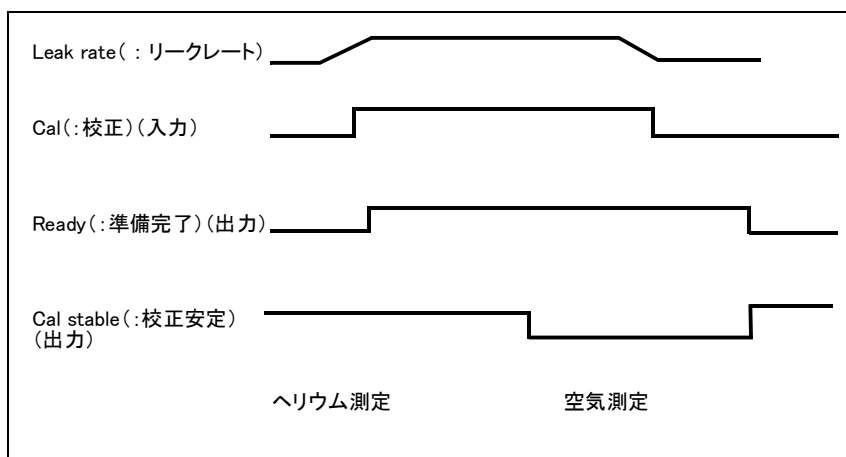 Leak rate( : リークレート)
Cal(:校正)(入力)
Ready(:準備完了)(出力)
Cal stable(:校正安定)
(出力)
ヘリウム測定 空気測定